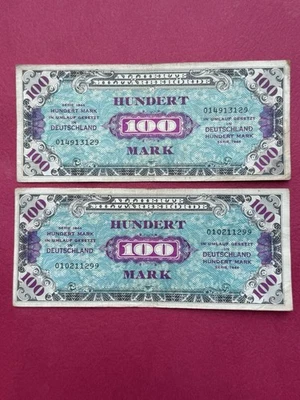 ALLIIERTE
MILITÄRBEHÖRDE
100
100
SERIE 1944
HUNDERT MARK
IN UMLAUF GESETZT
IN
DEUTSCHLAND
014913129
HUNDERT
100
MARK
014913129
IN UMLAUF GESETZT
IN
DEUTSCHLAND
HUNDERT MARK
SERIE 1944
100
100
ALLIIERTE
MILITÄRBEHÖRDE
100
100
SERIE 1944
HUNDERT MARK
IN UMLAUF GESETZT
IN
DEUTSCHLAND
010211299
HUNDERT
100
MARK
010211299
IN UMLAUF GESETZT
IN
DEUTSCHLAND
HUNDERT MARK
SERIE 1944
100
100